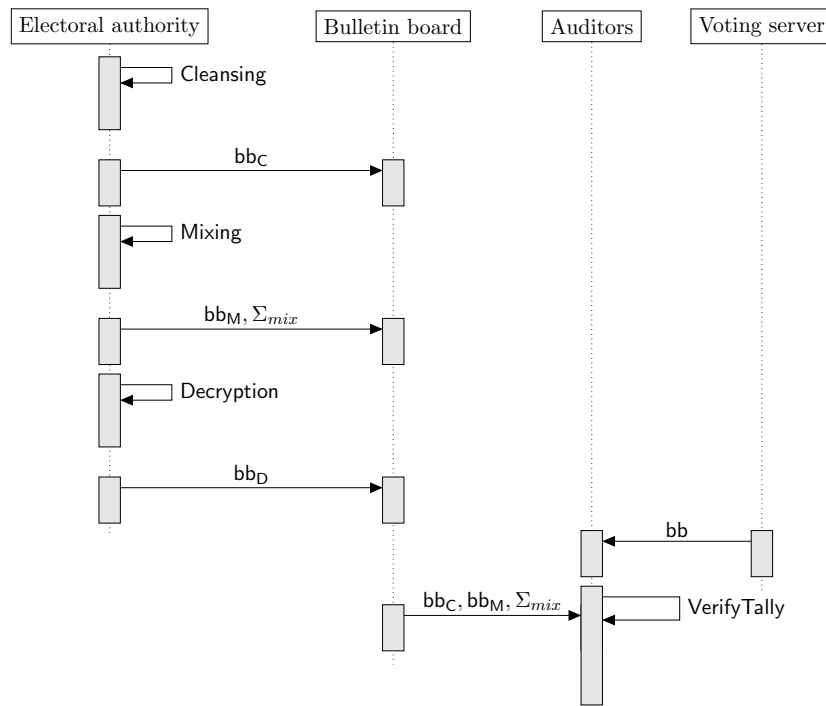 Electoral authority
Bulletin board
Auditors
Voting server
Cleansing
bb_C
Mixing
bb_M, Σ_mix
Decryption
bb_D
bb
bb_C, bb_M, Σ_mix
VerifyTally